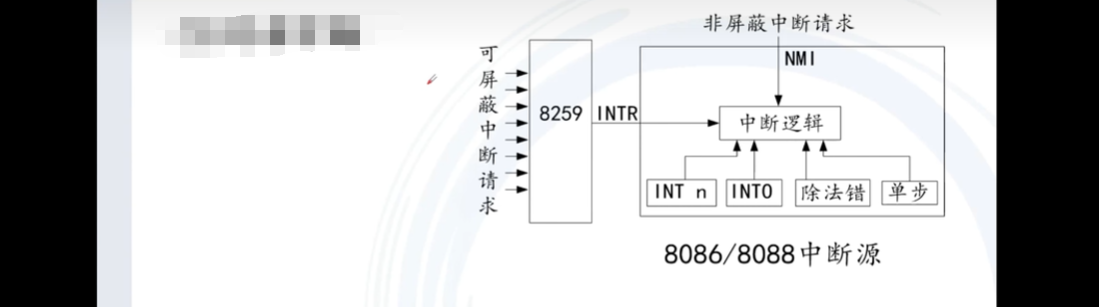 非屏蔽中断请求
NMI
可屏蔽中断请求
8259
INTR
中断逻辑
INT n
INTO
除法错
单步
8086/8088中断源